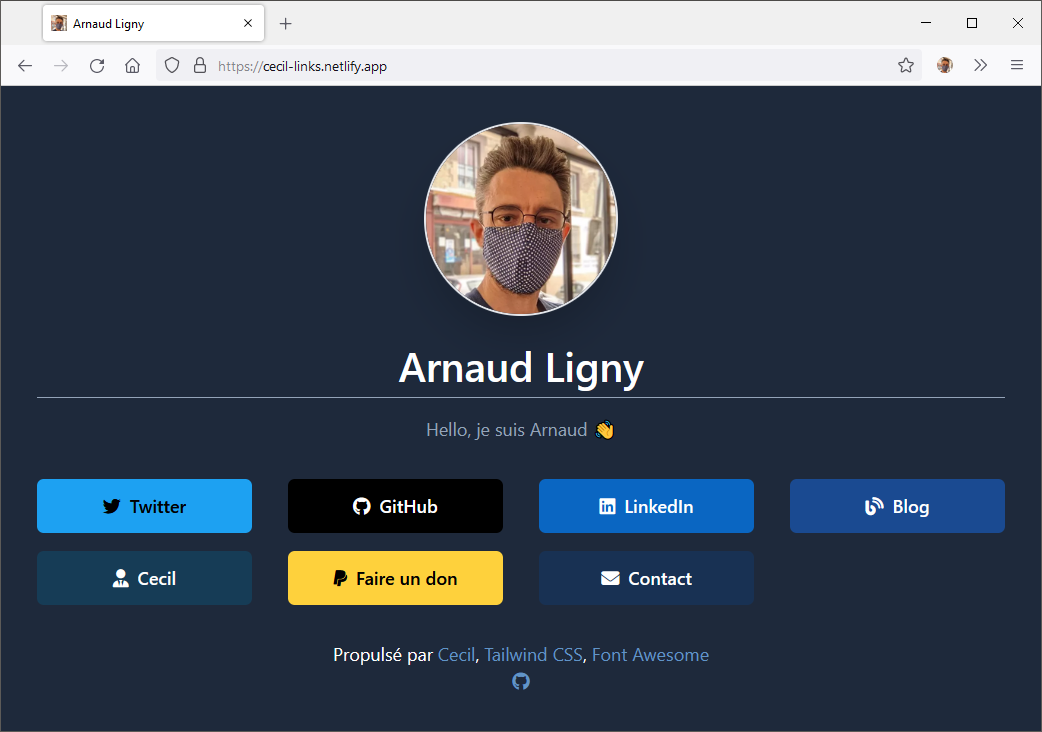 Arnaud Ligny
https://cecil-links.netlify.app
Arnaud Ligny
Hello, je suis Arnaud 👋
Twitter
GitHub
LinkedIn
Blog
Cecil
Faire un don
Contact
Propulsé par Cecil, Tailwind CSS, Font Awesome